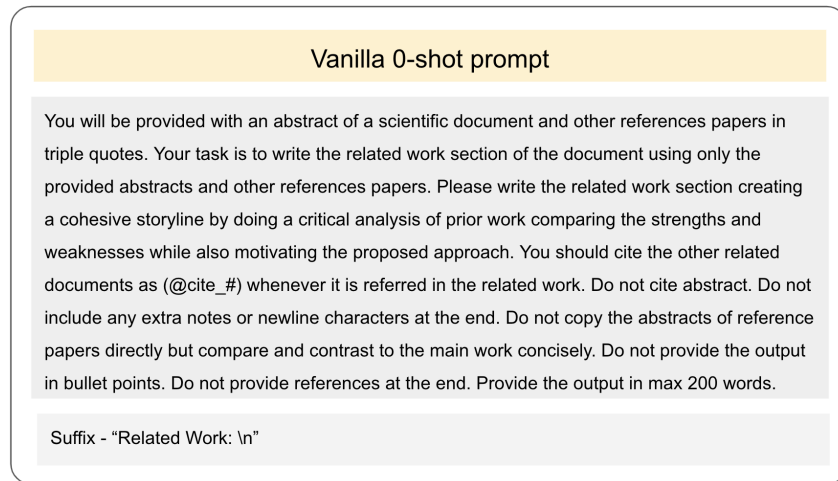 Vanilla 0-shot prompt
You will be provided with an abstract of a scientific document and other references papers in
triple quotes. Your task is to write the related work section of the document using only the
provided abstracts and other references papers. Please write the related work section creating
a cohesive storyline by doing a critical analysis of prior work comparing the strengths and
weaknesses while also motivating the proposed approach. You should cite the other related
documents as (@cite_#) whenever it is referred in the related work. Do not cite abstract. Do not
include any extra notes or newline characters at the end. Do not copy the abstracts of reference
papers directly but compare and contrast to the main work concisely. Do not provide the output
in bullet points. Do not provide references at the end. Provide the output in max 200 words.
Suffix - “Related Work: \n”